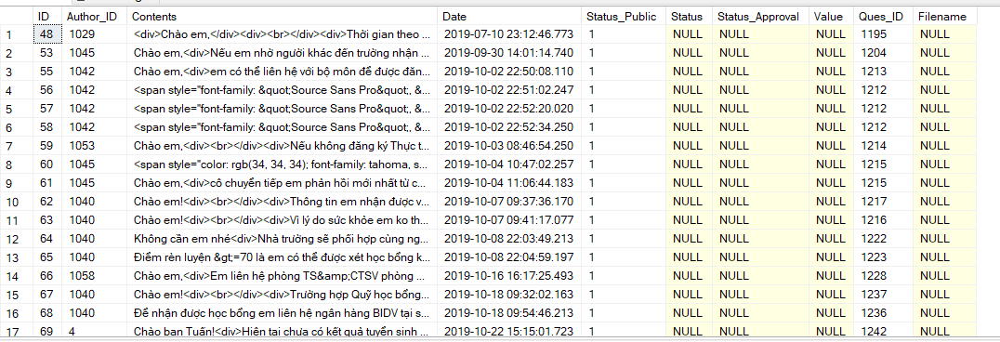 ID Author_ID Contents Date Status_Public Status Status_Approval Value Ques_ID Filename
1 48 1029 <div>Chào em,</div><div><br></div><div>Thời gian theo ... 2019-07-10 23:12:46.773 1 NULL NULL NULL 1195 NULL
2 53 1045 Chào em,<div>Nếu em nhờ người khác đến trường nhận ... 2019-09-30 14:01:14.740 1 NULL NULL NULL 1204 NULL
3 55 1042 Chào em,<div>em có thể liên hệ với bộ môn để được đăn... 2019-10-02 22:50:08.110 1 NULL NULL NULL 1213 NULL
4 56 1042 <span style="font-family: &quot;Source Sans Pro&quot;, &... 2019-10-02 22:51:02.247 1 NULL NULL NULL 1212 NULL
5 57 1042 <span style="font-family: &quot;Source Sans Pro&quot;, &... 2019-10-02 22:52:20.020 1 NULL NULL NULL 1212 NULL
6 58 1042 <span style="font-family: &quot;Source Sans Pro&quot;, &... 2019-10-02 22:52:34.250 1 NULL NULL NULL 1212 NULL
7 59 1053 Chào em,<div><br></div><div>Nếu không đăng ký Thực t... 2019-10-03 08:46:54.250 1 NULL NULL NULL 1214 NULL
8 60 1045 <span style="color: rgb(34, 34, 34); font-family: tahoma, s... 2019-10-04 10:47:02.257 1 NULL NULL NULL 1215 NULL
9 61 1045 Chào em,<div>cô chuyển tiếp em phản hồi mới nhất từ c... 2019-10-04 11:06:44.183 1 NULL NULL NULL 1215 NULL
10 62 1040 Chào em!<div><br></div><div>Thông tin em nhận được v... 2019-10-07 09:37:36.170 1 NULL NULL NULL 1217 NULL
11 63 1040 Chào em!<div><br></div><div>Vì lý do sức khỏe em ko th... 2019-10-07 09:41:17.077 1 NULL NULL NULL 1216 NULL
12 64 1040 Không cần em nhé<div>Nhà trường sẽ phối hợp cùng ng... 2019-10-08 22:03:49.213 1 NULL NULL NULL 1222 NULL
13 65 1040 Điểm rèn luyện &gt;=70 là em có thể được xét học bổng k... 2019-10-08 22:04:59.197 1 NULL NULL NULL 1223 NULL
14 66 1058 Chào em,<div>Em liên hệ phòng TS&amp;CTSV phòng ... 2019-10-16 16:17:25.493 1 NULL NULL NULL 1228 NULL
15 67 1040 Chào em!<div><br></div><div>Trường hợp Quỹ học bổng... 2019-10-18 09:32:02.163 1 NULL NULL NULL 1237 NULL
16 68 1040 Để nhận được học bổng em liên hệ ngân hàng BIDV tại s... 2019-10-18 09:54:46.213 1 NULL NULL NULL 1236 NULL
17 69 4 Chào bạn Tuấn!<div>Hiện tại chưa có kết quả tuyển sinh ... 2019-10-22 15:15:01.723 1 NULL NULL NULL 1242 NULL